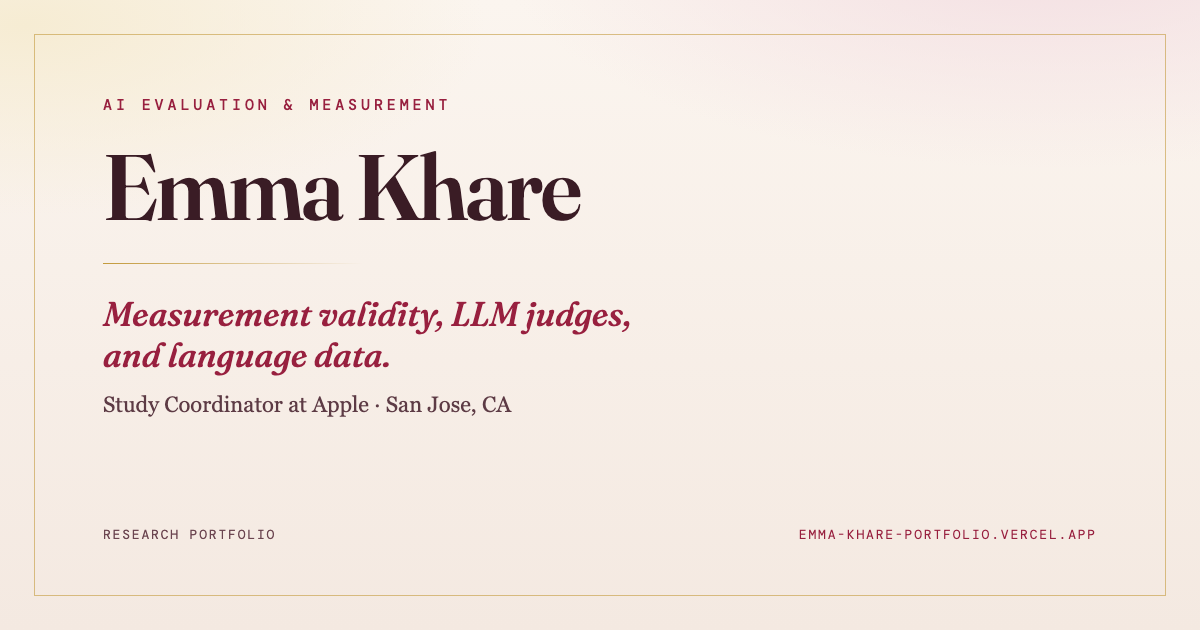 AI EVALUATION & MEASUREMENT
Emma Khare
Measurement validity, LLM judges,
and language data.
Study Coordinator at Apple · San Jose, CA
RESEARCH PORTFOLIO
EMMA-KHARE-PORTFOLIO.VERCEL.APP